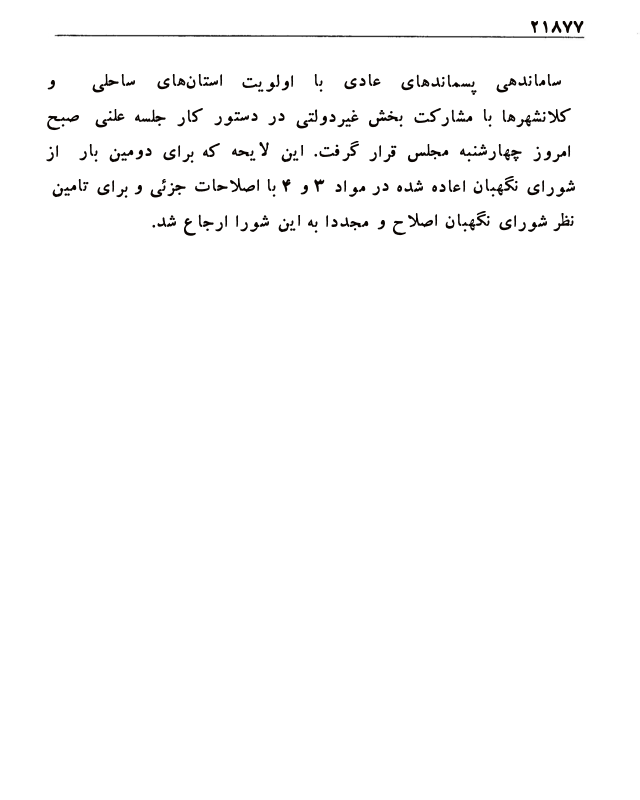 ۲۱۸۷۷
ساماندهی پسماندهای عادی با اولویت استان‌های ساحلی و
کلانشهرها با مشارکت بخش غیردولتی در دستور کار جلسه علنی صبح
امروز چهارشنبه مجلس قرار گرفت. این لایحه که برای دومین بار از
شورای نگهبان اعاده شده در مواد ۳ و ۴ با اصلاحات جزئی و برای تامین
نظر شورای نگهبان اصلاح و مجددا به این شورا ارجاع شد.